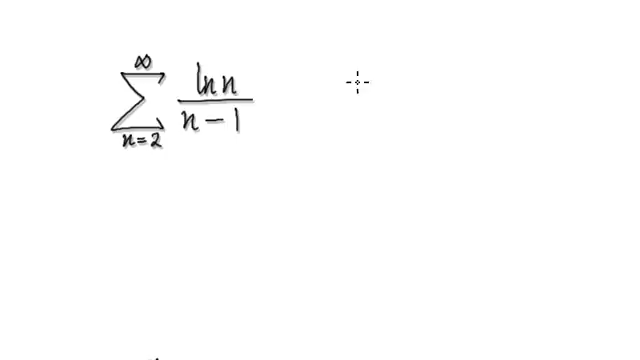 ∞
∑ ln n / (n − 1)
n=2